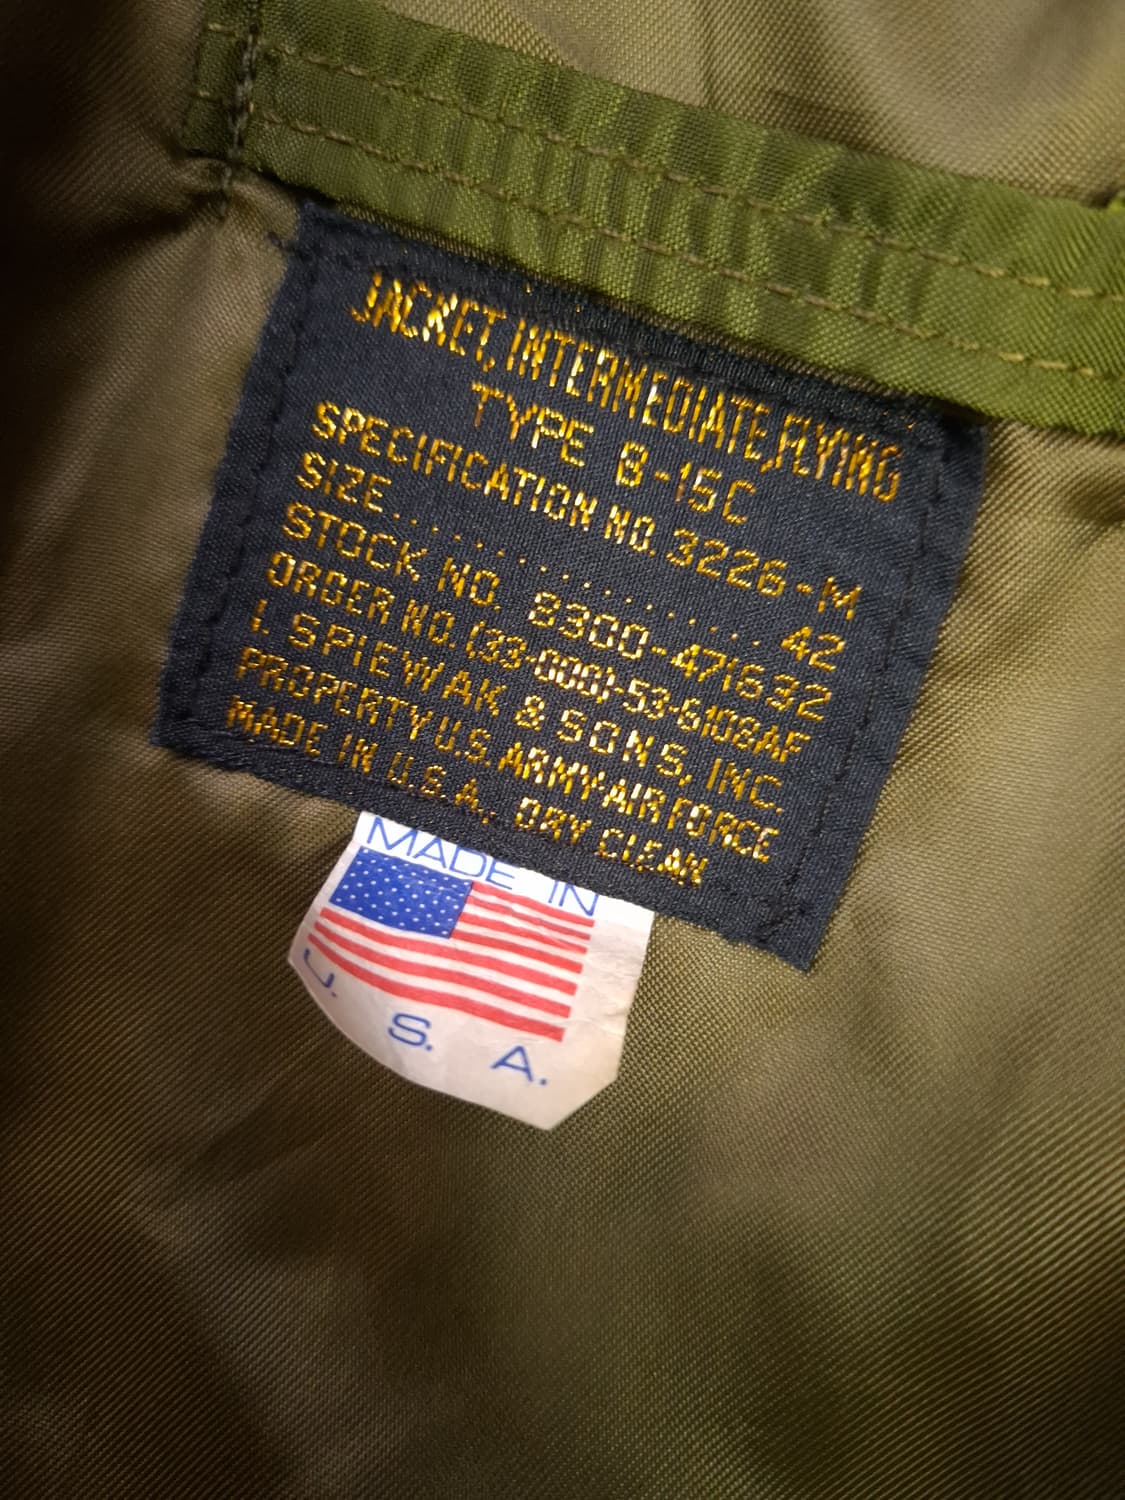 JACKET, INTERMEDIATE, FLYING
TYPE B-15C
SPECIFICATION NO. 3226-M
SIZE.................42
STOCK NO. 8300-471632
ORDER NO. (33-000)-53-6108AF
I. SPIEWAK & SONS, INC.
PROPERTY U.S. ARMY-AIR FORCE
MADE IN U.S.A., DRY CLEAN
MADE IN
U. S. A.